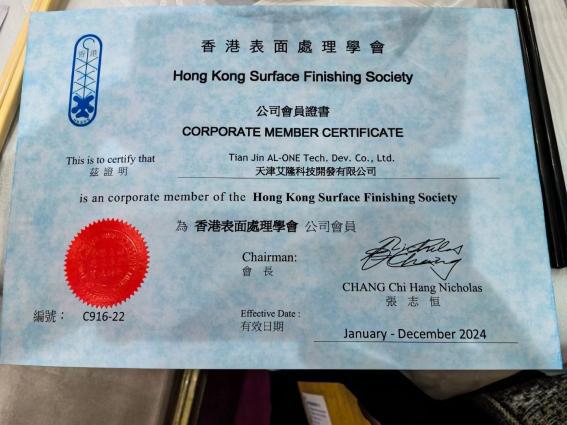 香港表面處理學會
Hong Kong Surface Finishing Society
香港
公司會員證書
CORPORATE MEMBER CERTIFICATE
This is to certify that
茲證明
Tian Jin AL-ONE Tech. Dev. Co., Ltd.
天津艾隆科技開發有限公司
is an corporate member of the Hong Kong Surface Finishing Society
為 香港表面處理學會 公司會員
Chairman:
會 長
CHANG Chi Hang Nicholas
張 志 恒
編號： C916-22
Effective Date :
有效日期
January - December 2024